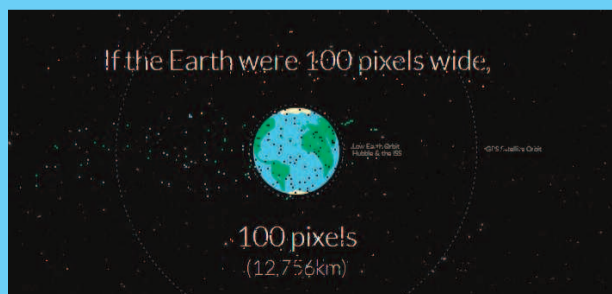 If the Earth were 100 pixels wide,
Low Earth Orbit
Hubble & the ISS
GPS Satellite Orbit
100 pixels
(12,756km)